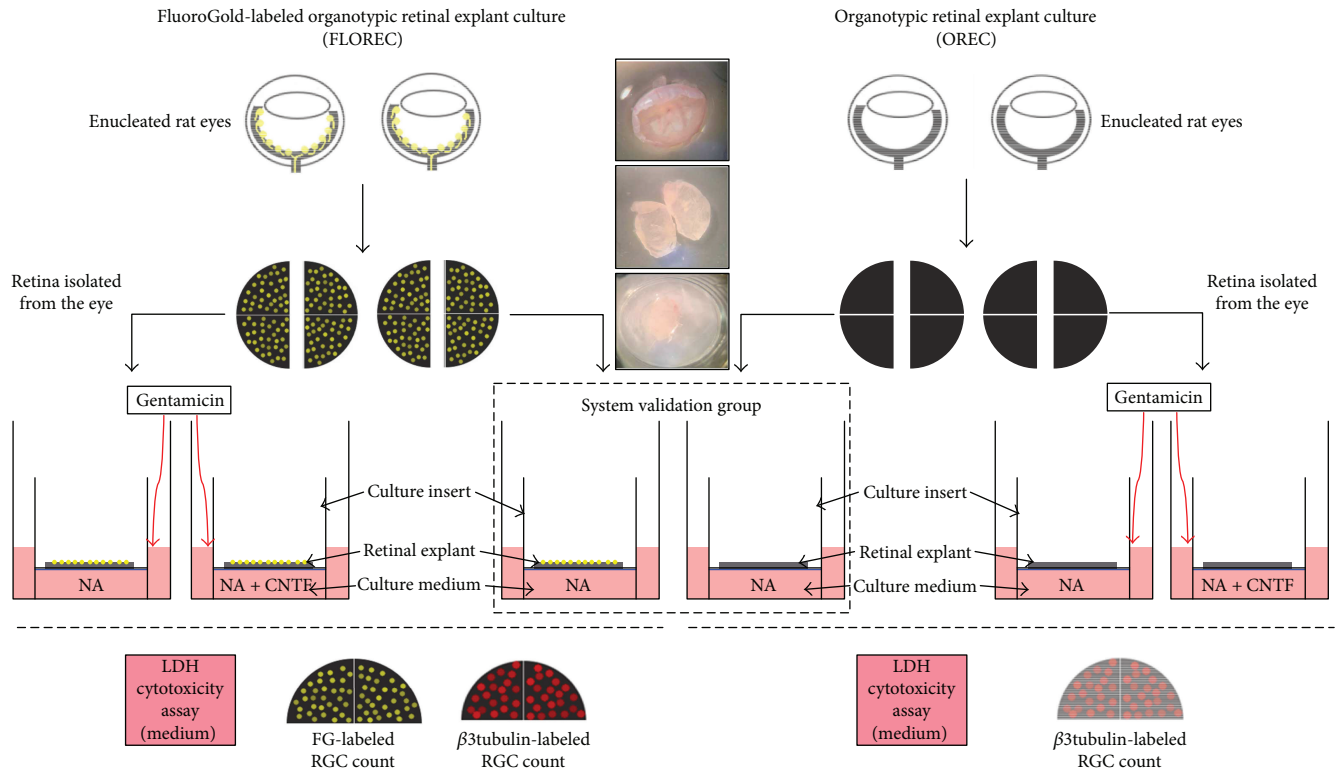 FluoroGold-labeled organotypic retinal explant culture
(FLOREC)
Organotypic retinal explant culture
(OREC)
Enucleated rat eyes
Enucleated rat eyes
Retina isolated
from the eye
Retina isolated
from the eye
Gentamicin
System validation group
Gentamicin
Culture insert
Culture insert
Retinal explant
Retinal explant
Culture medium
Culture medium
NA
NA + CNTF
NA
NA
NA
NA + CNTF
LDH
cytotoxicity
assay
(medium)
FG-labeled
RGC count
β3tubulin-labeled
RGC count
LDH
cytotoxicity
assay
(medium)
β3tubulin-labeled
RGC count